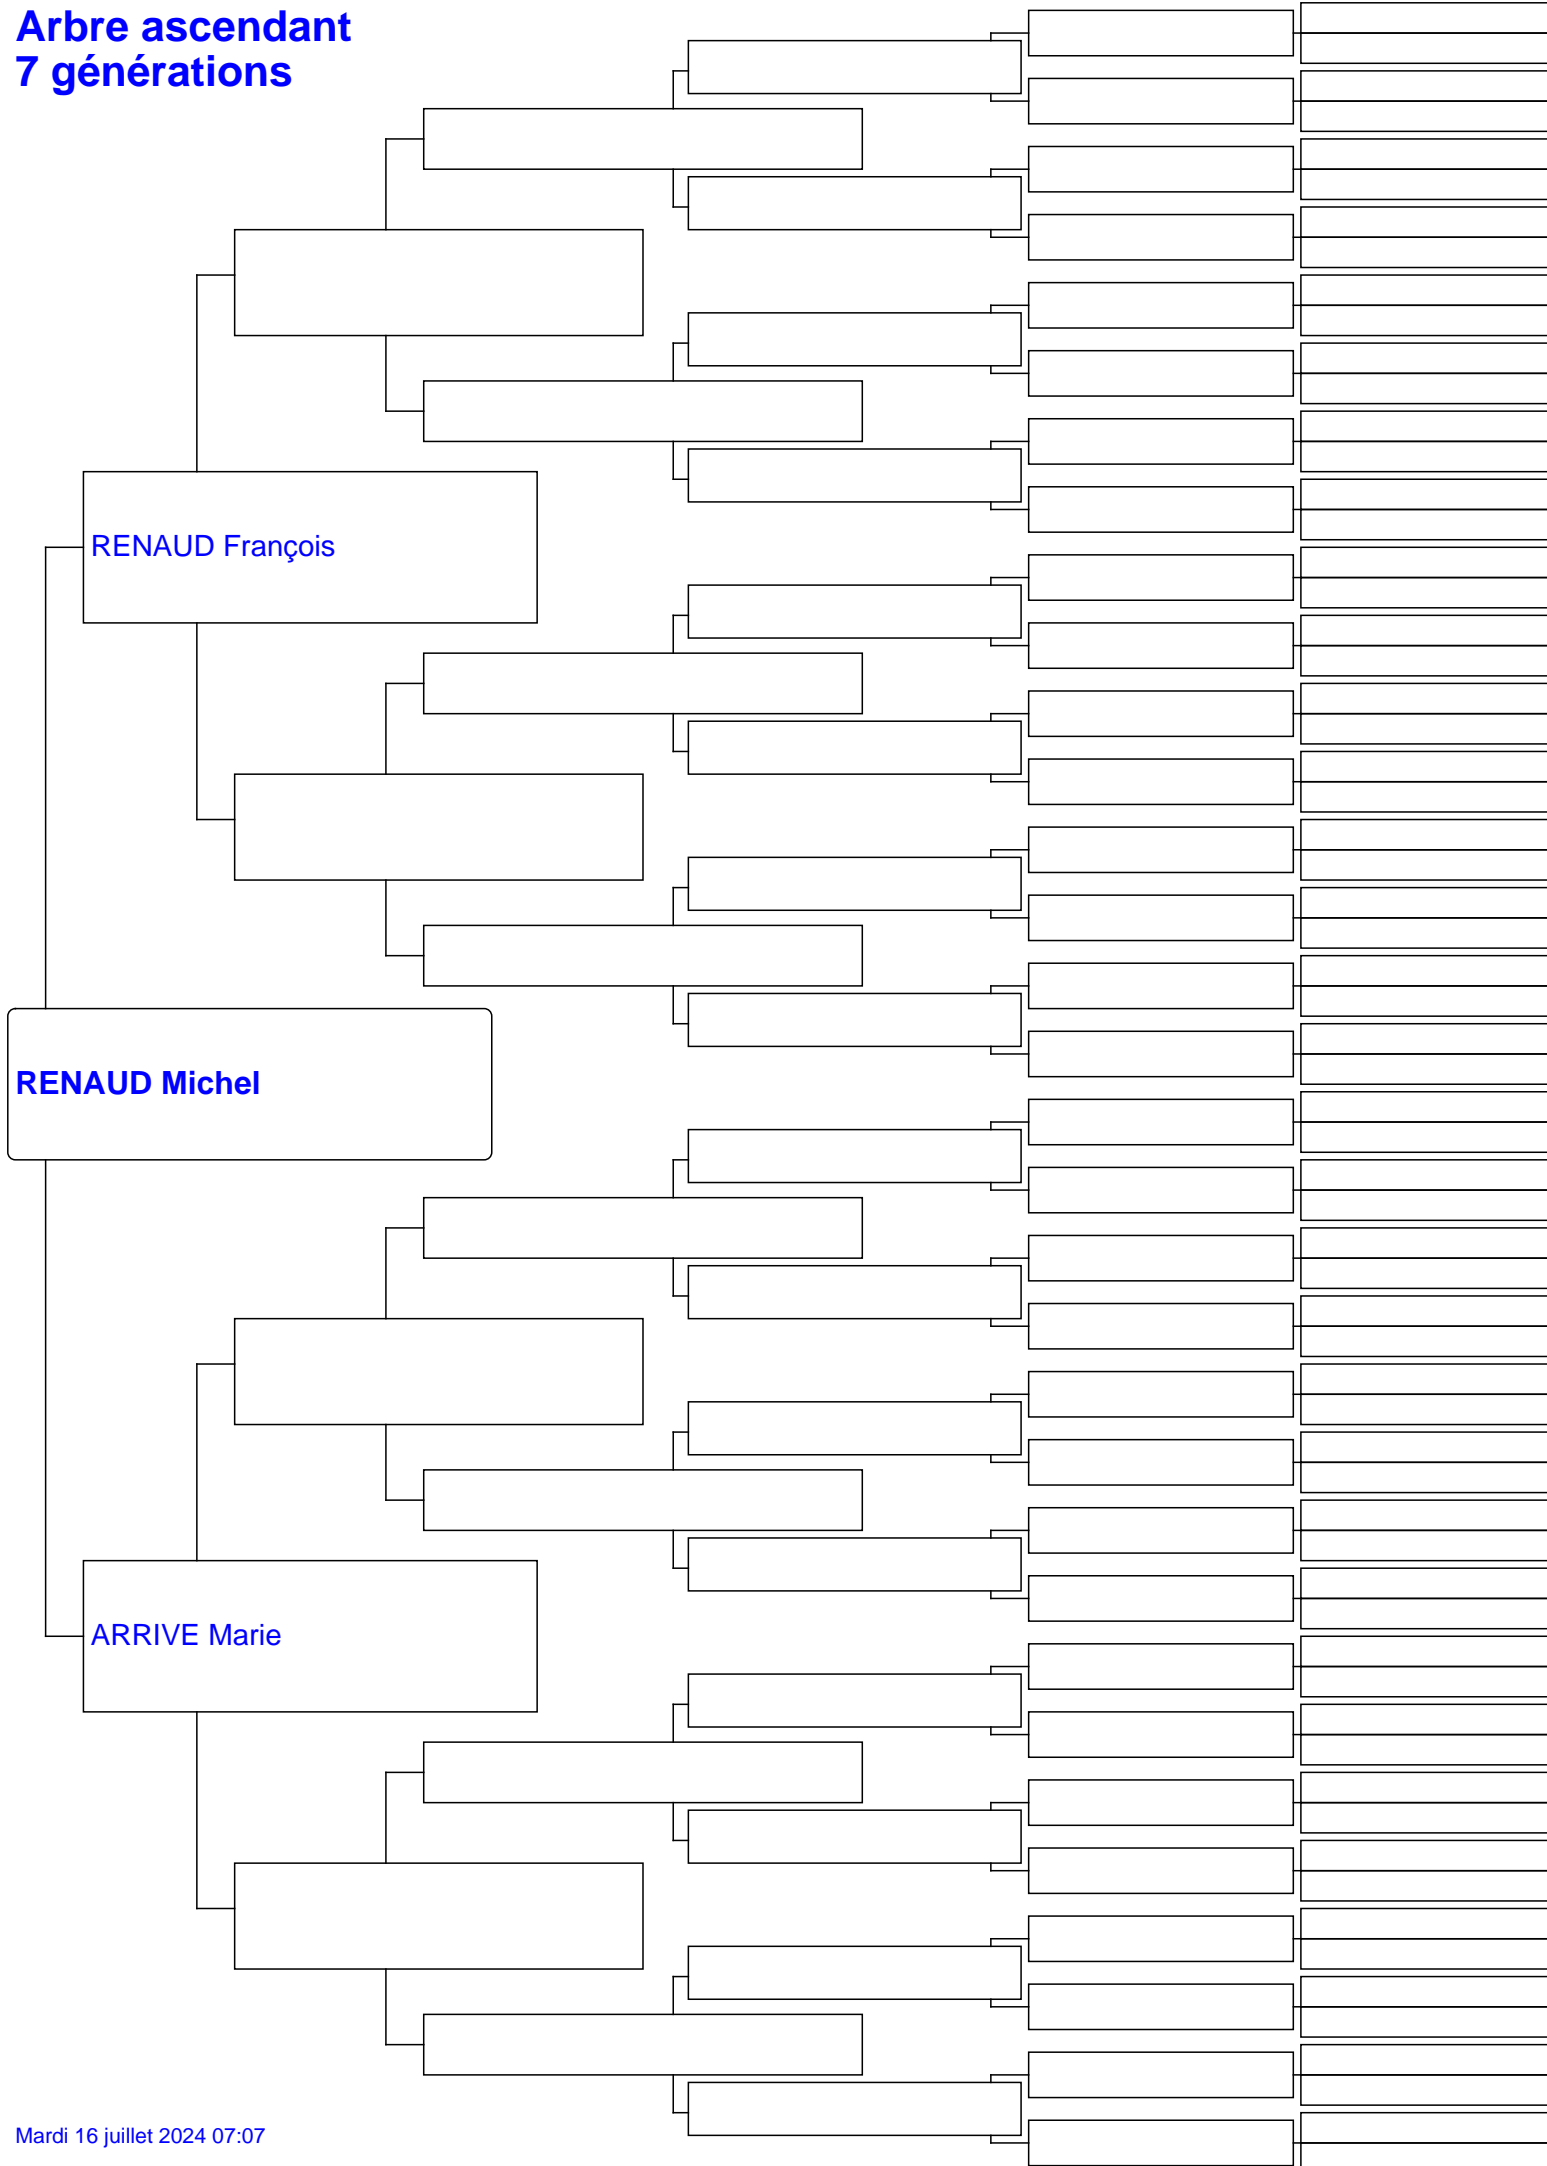 Arbre ascendant
7 générations
RENAUD François
RENAUD Michel
ARRIVE Marie
Mardi 16 juillet 2024 07:07